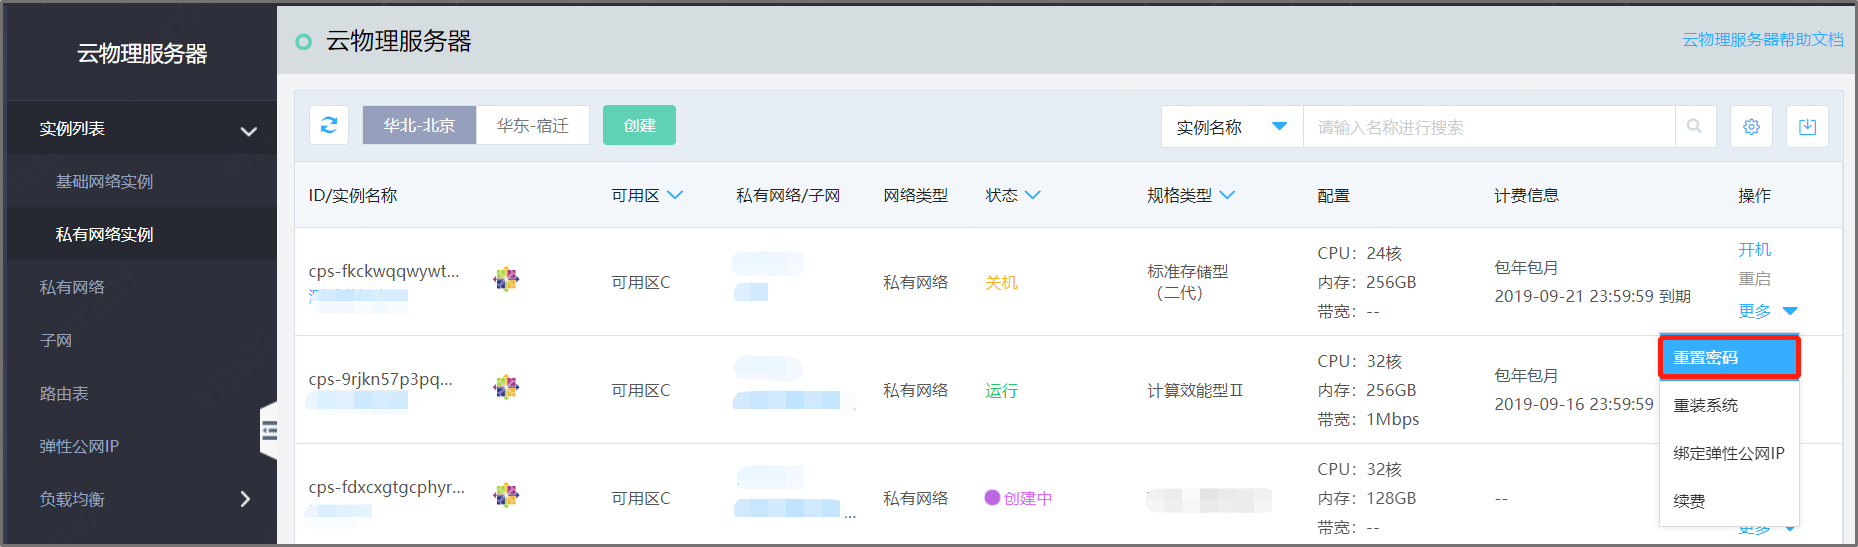 云物理服务器
云物理服务器
云物理服务器帮助文档
实例列表
基础网络实例
私有网络实例
私有网络
子网
路由表
弹性公网IP
负载均衡
华北-北京
华东-宿迁
创建
实例名称
请输入名称进行搜索
ID/实例名称
可用区
私有网络/子网
网络类型
状态
规格类型
配置
计费信息
操作
cps-fkckwqqwywt...
可用区C
私有网络
关机
标准存储型
（二代）
CPU：24核
内存：256GB
带宽：--
包年包月
2019-09-21 23:59:59 到期
开机
重启
更多
cps-9rjkn57p3pq...
可用区C
私有网络
运行
计算效能型Ⅱ
CPU：32核
内存：256GB
带宽：1Mbps
包年包月
2019-09-16 23:59:59
重置密码
重装系统
绑定弹性公网IP
续费
cps-fdxcxgtgcphyr...
可用区C
...
私有网络
创建中
CPU：32核
内存：128GB
带宽：--
--
更多